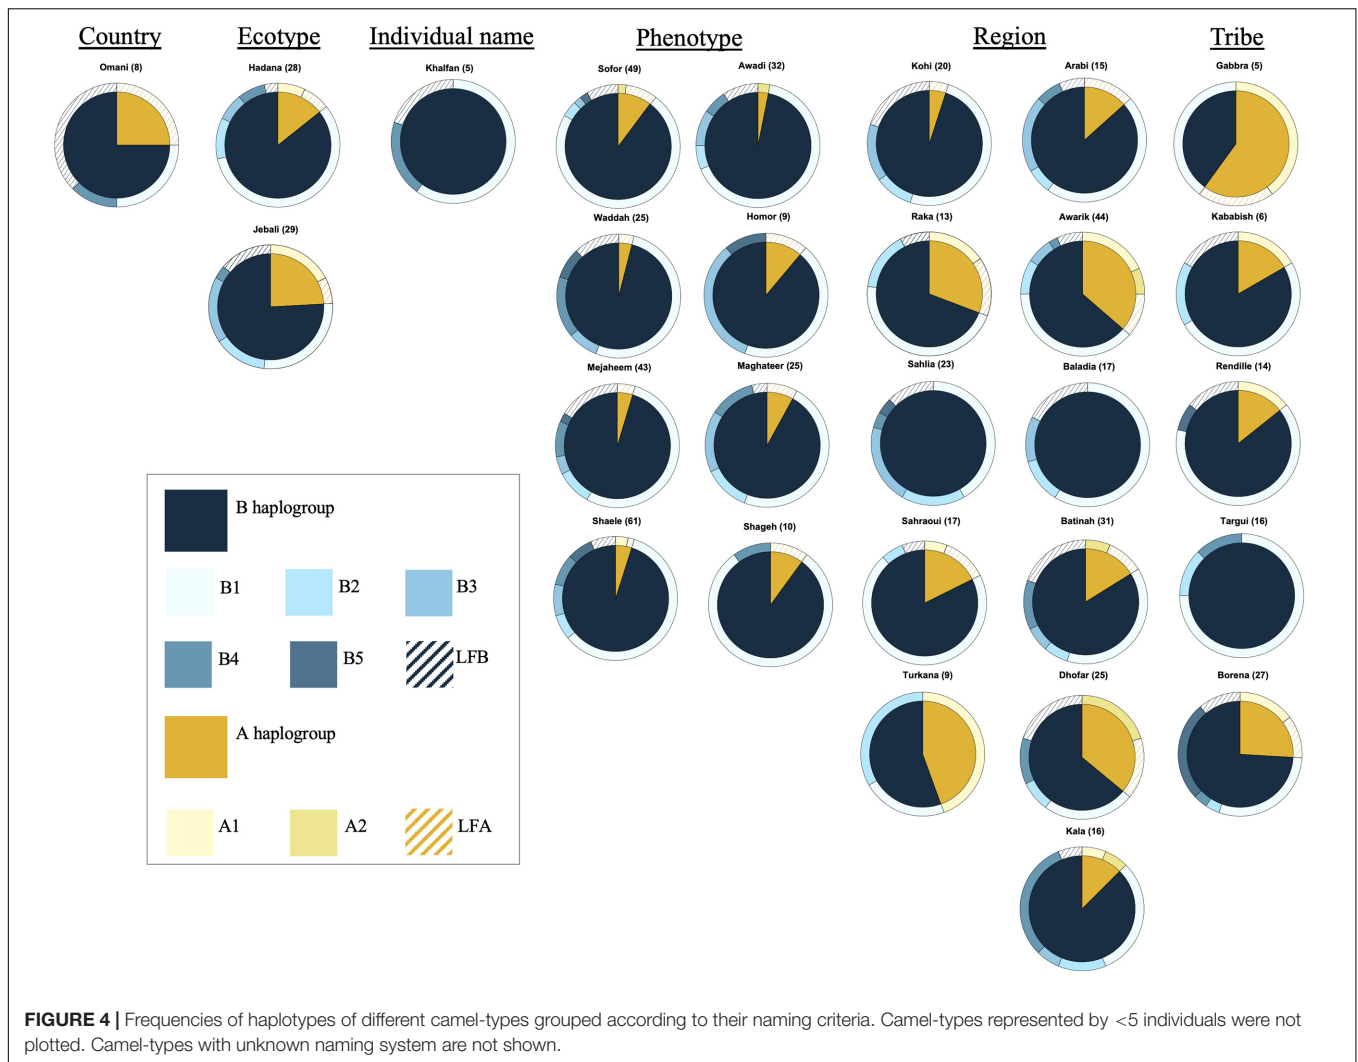 Country Ecotype Individual name Phenotype Region Tribe
Omani (8) Hadana (28) Khalfan (5) Sofor (49) Awadi (32) Kohi (20) Arabi (15) Gabbra (5)
Jebali (29) Waddah (25) Homor (9) Raka (13) Awarik (44) Kababish (6)
Mejaheem (43) Maghateer (25) Sahlia (23) Baladia (17) Rendille (14)
Shaele (61) Shageh (10) Sahraoui (17) Batinah (31) Targui (16)
Turkana (9) Dhofar (25) Borena (27)
Kala (16)
B haplogroup
B1 B2 B3
B4 B5 LFB
A haplogroup
A1 A2 LFA
FIGURE 4 | Frequencies of haplotypes of different camel-types grouped according to their naming criteria. Camel-types represented by <5 individuals were not
plotted. Camel-types with unknown naming system are not shown.